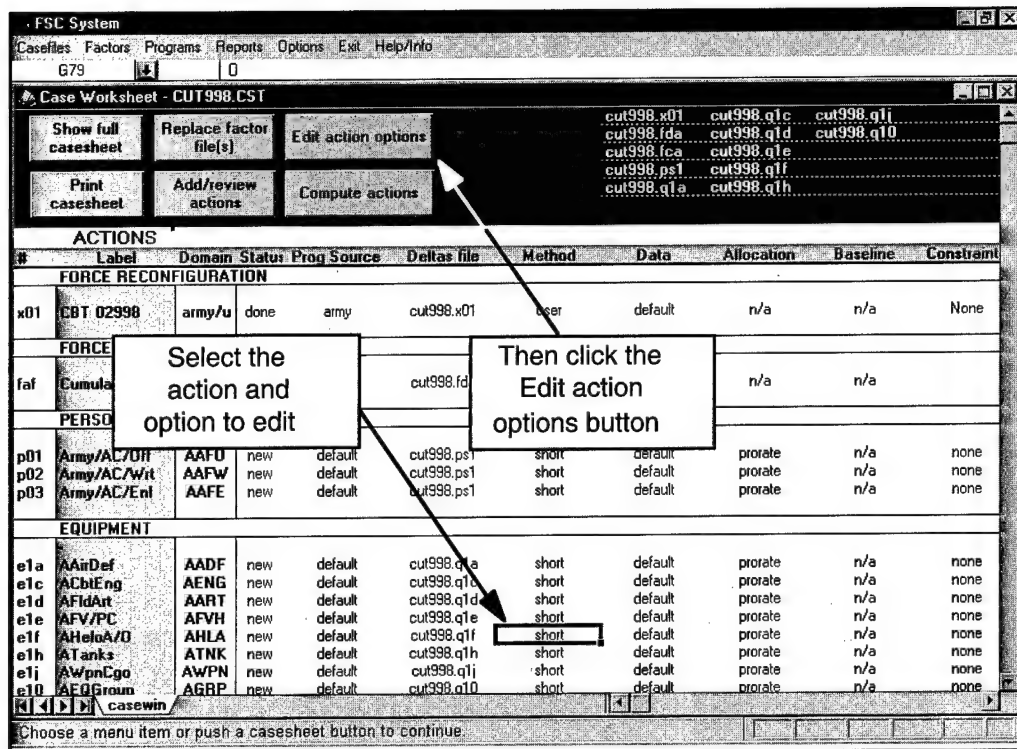 FSC System
Casefiles Factors Programs Reports Options Exit Help/Info
G79 0
Case Worksheet - CUT998.CST
Show full casesheet
Replace factor file(s)
Edit action options
Print casesheet
Add/review actions
Compute actions
cut998.x01 cut998.q1c cut998.q1j
cut998.fda cut998.q1d cut998.q10
cut998.fca cut998.q1e
cut998.ps1 cut998.q1f
cut998.q1a cut998.q1h
ACTIONS
# Label Domain Status Prog Source Deltas file Method Data Allocation Baseline Constraint
FORCE RECONFIGURATION
x01 CBT 02998 army/u done army cut998.x01 user default n/a n/a None
FORCE
Select the
action and
option to edit
Then click the
Edit action
options button
faf Cumula cut998.fd n/a n/a
PERSO
p01 Army/AC/Off AAFO new default cut998.ps1 short default prorate n/a none
p02 Army/AC/Wrt AAFW new default cut998.ps1 short default prorate n/a none
p03 Army/AC/Enl AAFE new default cut998.ps1 short default prorate n/a none
EQUIPMENT
e1a AAirDef AADF new default cut998.q1a short default prorate n/a none
e1c ACbtEng AENG new default cut998.q1c short default prorate n/a none
e1d AFldArt AART new default cut998.q1d short default prorate n/a none
e1e AFV/PC AFVH new default cut998.q1e short default prorate n/a none
e1f AHeloA/O AHLA new default cut998.q1f short default prorate n/a none
e1h ATanks ATNK new default cut998.q1h short default prorate n/a none
e1j AWpnCgo AWPN new default cut998.q1j short default prorate n/a none
e10 AEQGroup AGRP new default cut998.q10 short default prorate n/a none
casewin
Choose a menu item or push a casesheet button to continue.